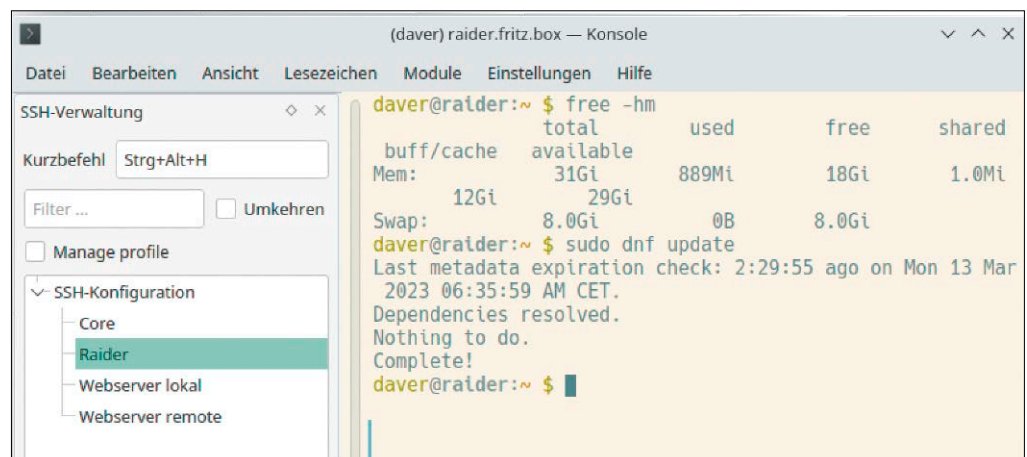 (daver) raider.fritz.box — Konsole
Datei Bearbeiten Ansicht Lesezeichen Module Einstellungen Hilfe
SSH-Verwaltung
Kurzbefehl Strg+Alt+H
Filter ... Umkehren
Manage profile
SSH-Konfiguration
Core
Raider
Webserver lokal
Webserver remote
daver@raider:~ $ free -hm
total used free shared
buff/cache available
Mem: 31Gi 889Mi 18Gi 1.0Mi
12Gi 29Gi
Swap: 8.0Gi 0B 8.0Gi
daver@raider:~ $ sudo dnf update
Last metadata expiration check: 2:29:55 ago on Mon 13 Mar
2023 06:35:59 AM CET.
Dependencies resolved.
Nothing to do.
Complete!
daver@raider:~ $